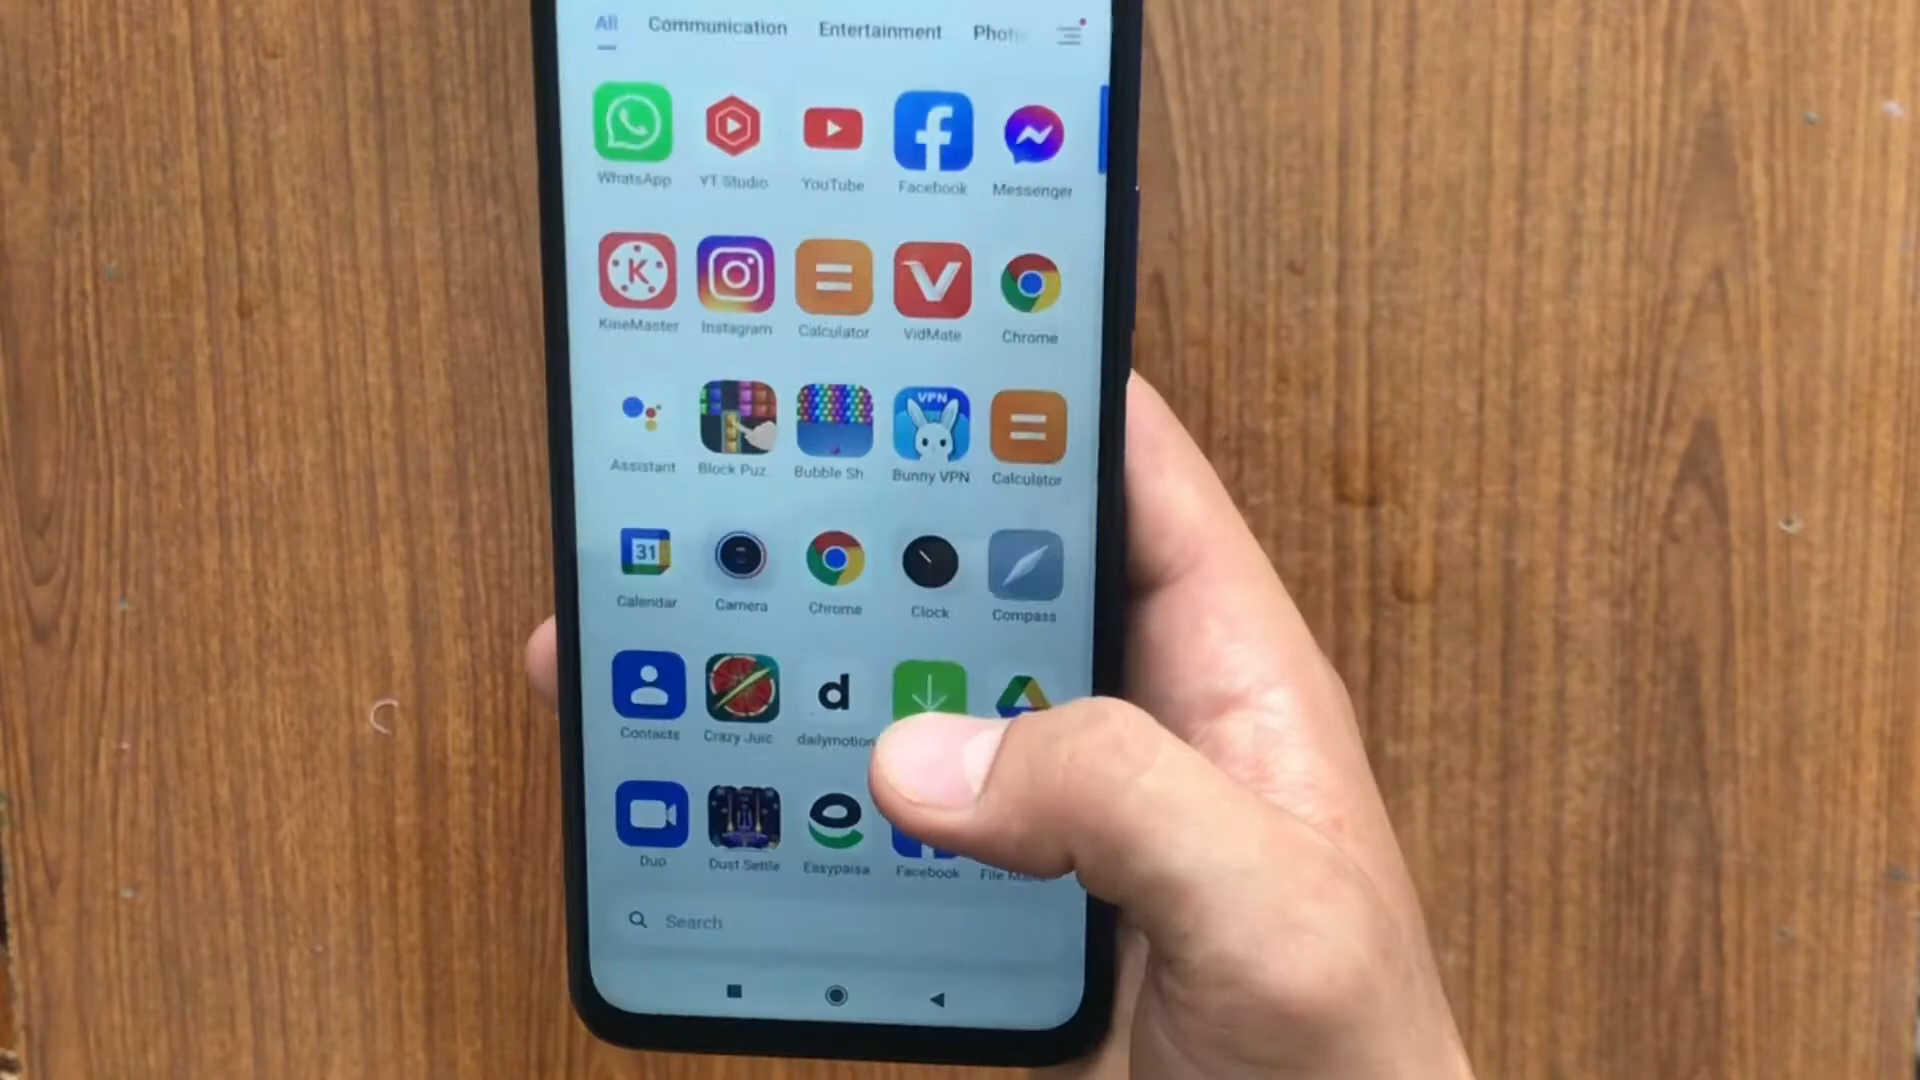 All Communication Entertainment
WhatsApp YT Studio YouTube Facebook Messenger
K
KineMaster Instagram Calculator VidMate Chrome
VPN
Assistant Block Puz. Bubble Sh. Bunny VPN Calculator
31
Calendar Camera Chrome Clock Compass
d
Contacts Crazy Juic dailymotion
Duo Dust Settle Easypaisa Facebook File
Search